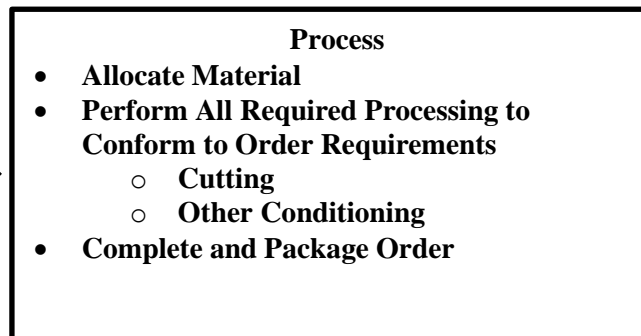 Process
• Allocate Material
• Perform All Required Processing to
Conform to Order Requirements
o Cutting
o Other Conditioning
• Complete and Package Order